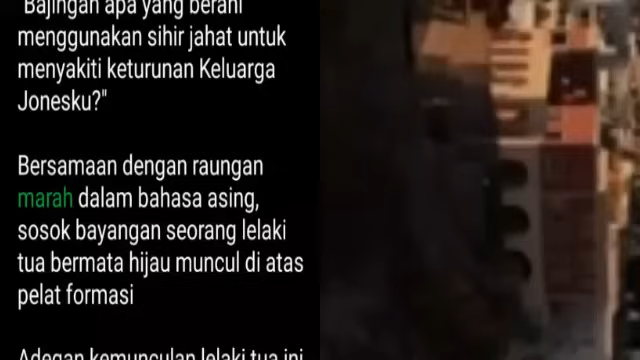 "Bajingan apa yang berani
menggunakan sihir jahat untuk
menyakiti keturunan Keluarga
Jonesku?"
Bersamaan dengan raungan
marah dalam bahasa asing,
sosok bayangan seorang lelaki
tua bermata hijau muncul di atas
pelat formasi
Adegan kemunculan lelaki tua ini